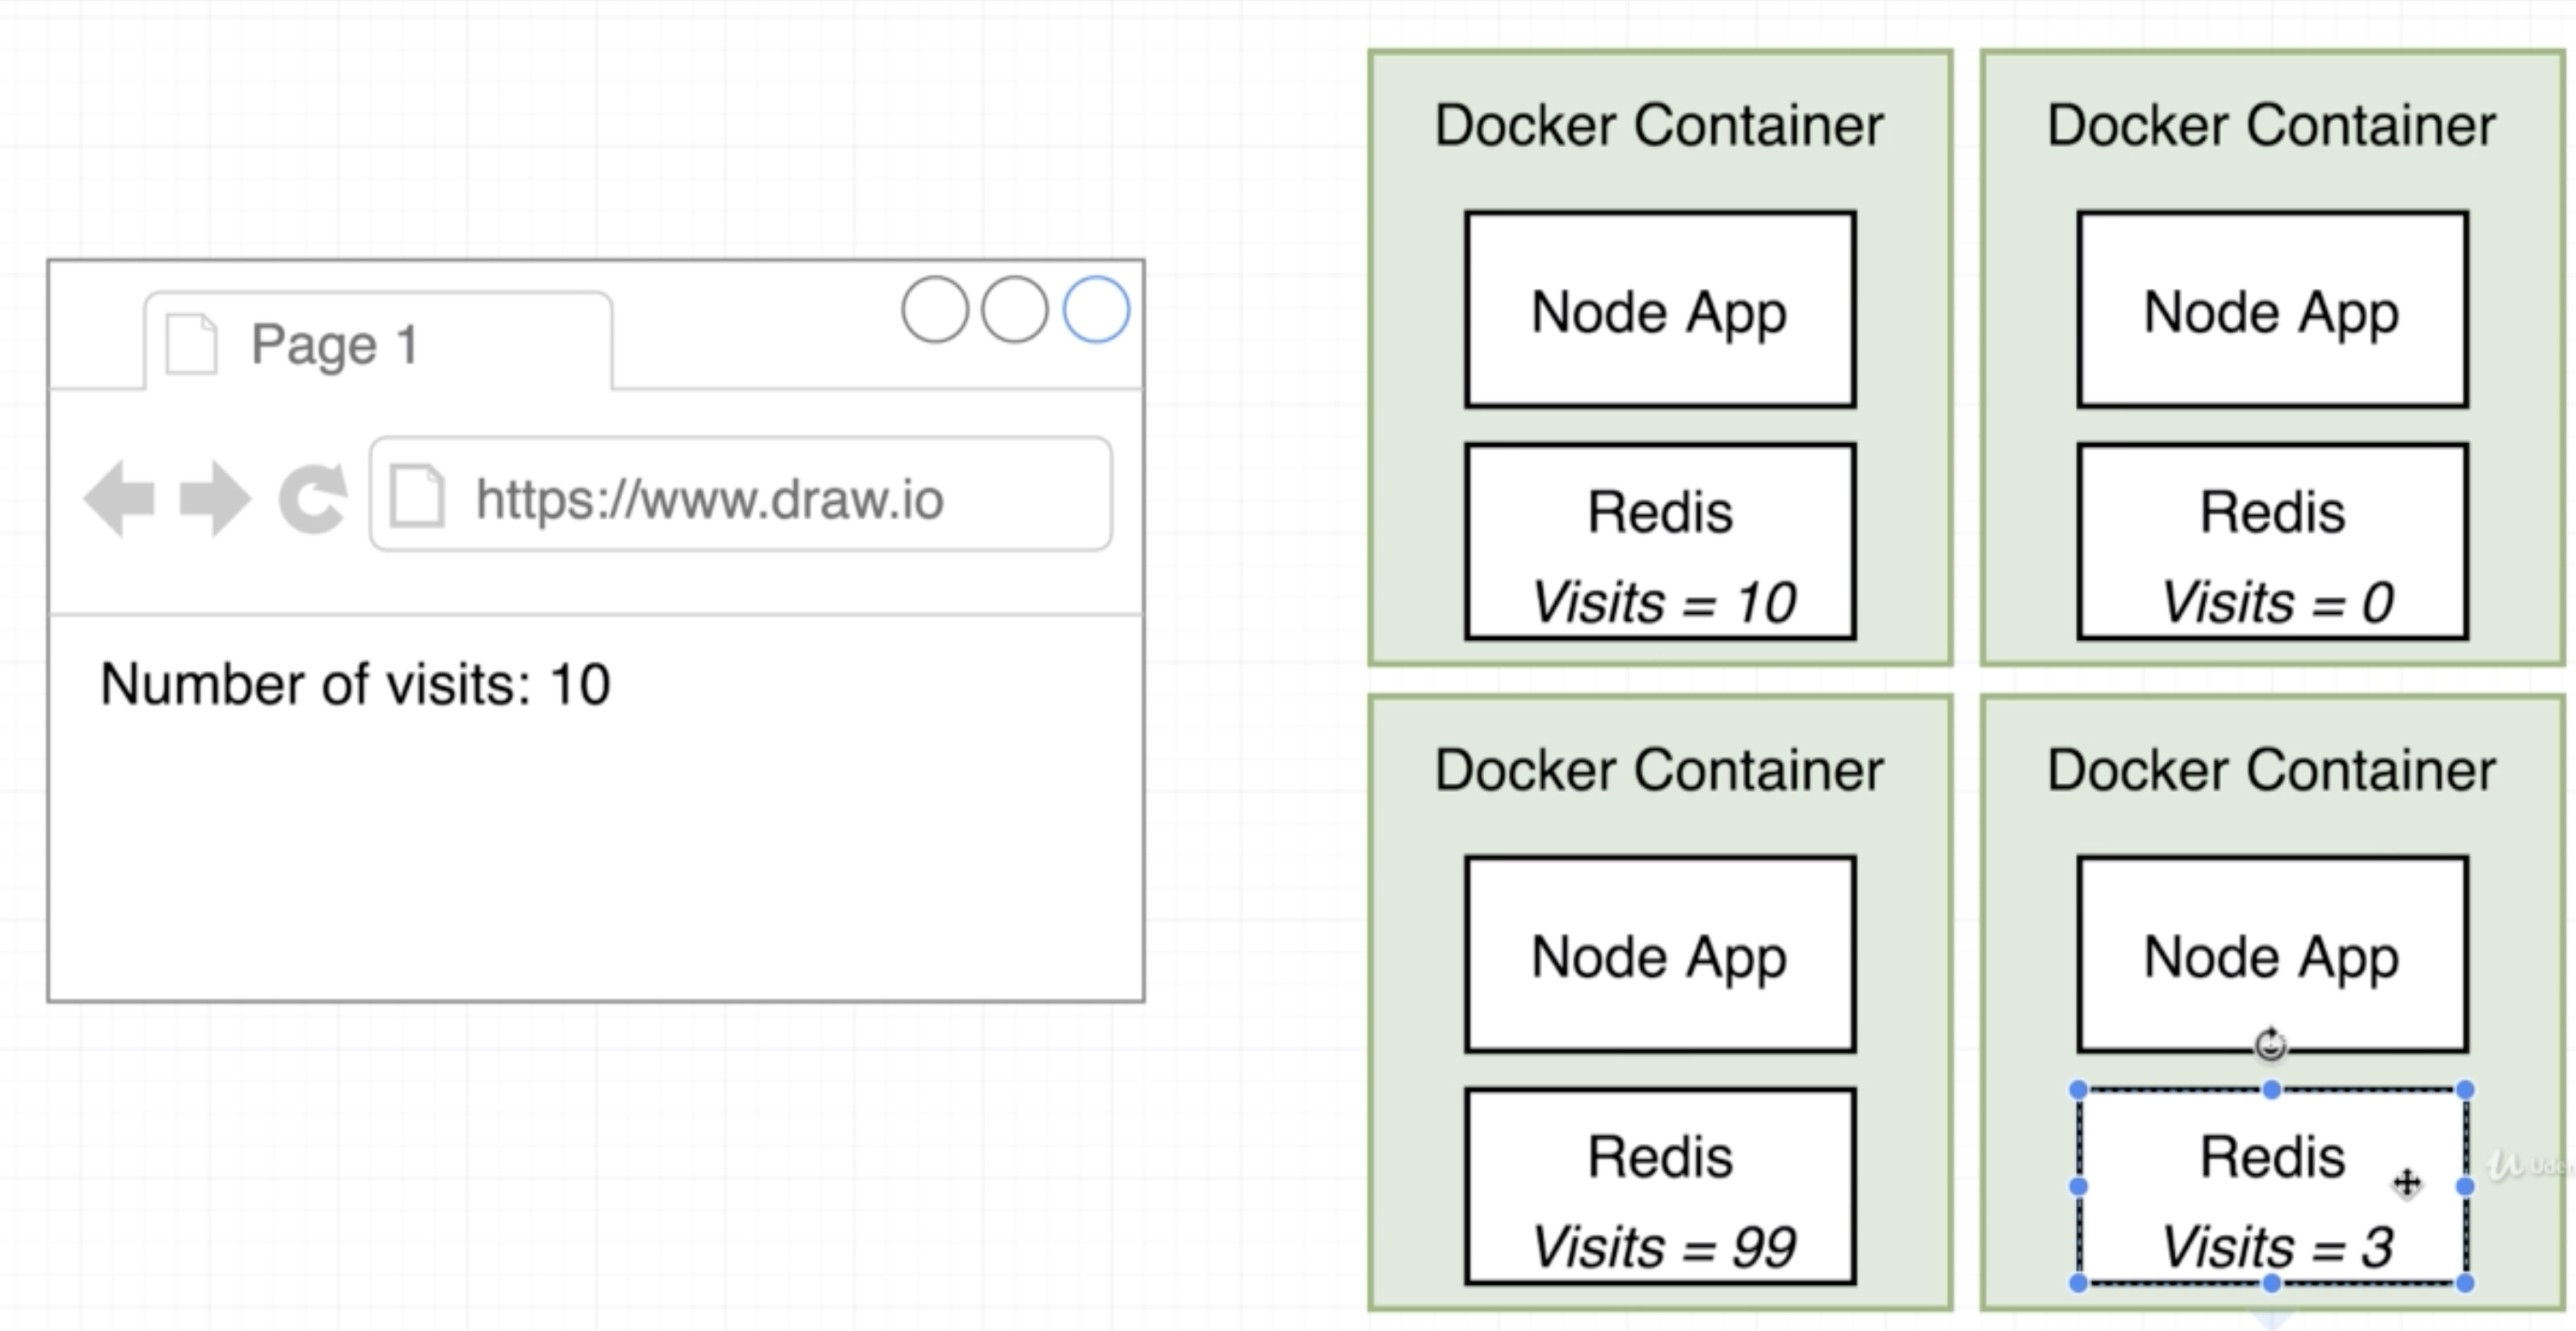 Page 1
https://www.draw.io
Number of visits: 10
Docker Container
Node App
Redis
Visits = 10
Docker Container
Node App
Redis
Visits = 0
Docker Container
Node App
Redis
Visits = 99
Docker Container
Node App
Redis
Visits = 3